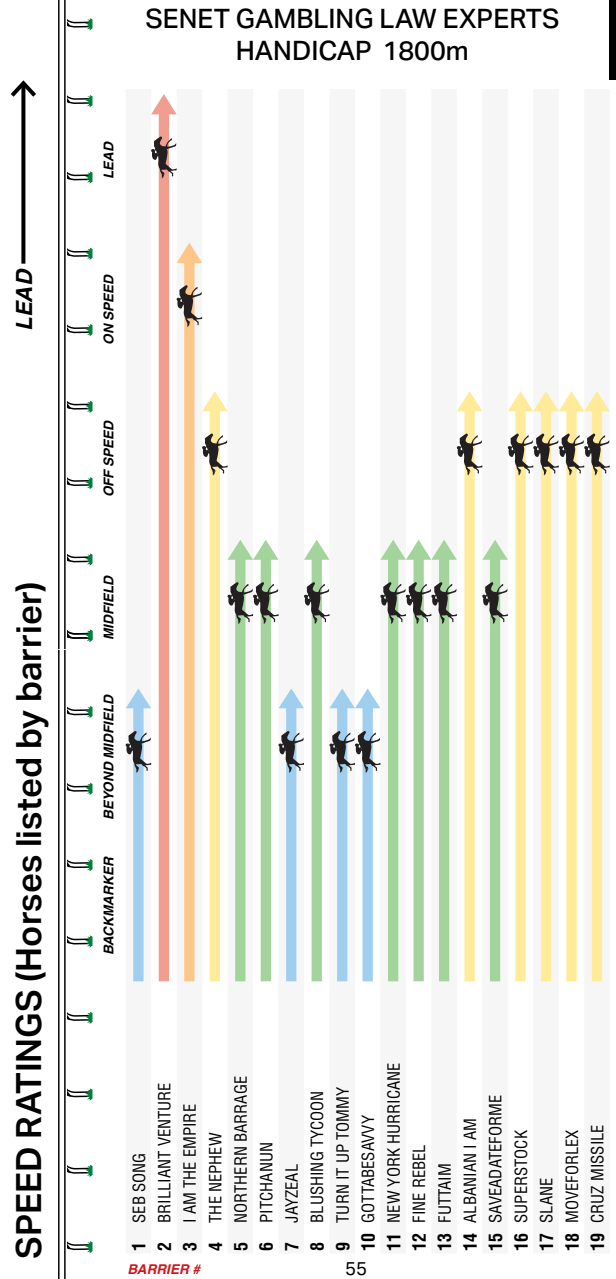 SENET GAMBLING LAW EXPERTS
HANDICAP 1800m
SPEED RATINGS (Horses listed by barrier)
LEAD
BACKMARKER
BEYOND MIDFIELD
MIDFIELD
OFF SPEED
ON SPEED
LEAD
1 SEB SONG
2 BRILLIANT VENTURE
3 I AM THE EMPIRE
4 THE NEPHEW
5 NORTHERN BARRAGE
6 PITCHANUN
7 JAYZEAL
8 BLUSHING TYCOON
9 TURN IT UP TOMMY
10 GOTTABESAVVY
11 NEW YORK HURRICANE
12 FINE REBEL
13 FUTTAIM
14 ALBANIAN I AM
15 SAVEADATEFORME
16 SUPERSTOCK
17 SLANE
18 MOVEFORLEX
19 CRUZ MISSILE
BARRIER #
55